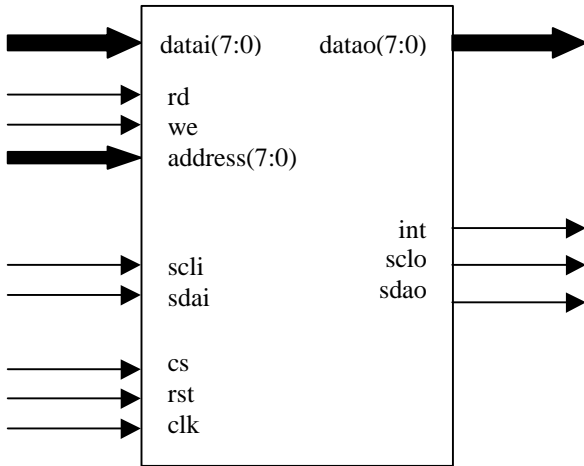 datai(7:0) datao(7:0)
rd
we
address(7:0)
int
scli sclo
sdai sdao
cs
rst
clk